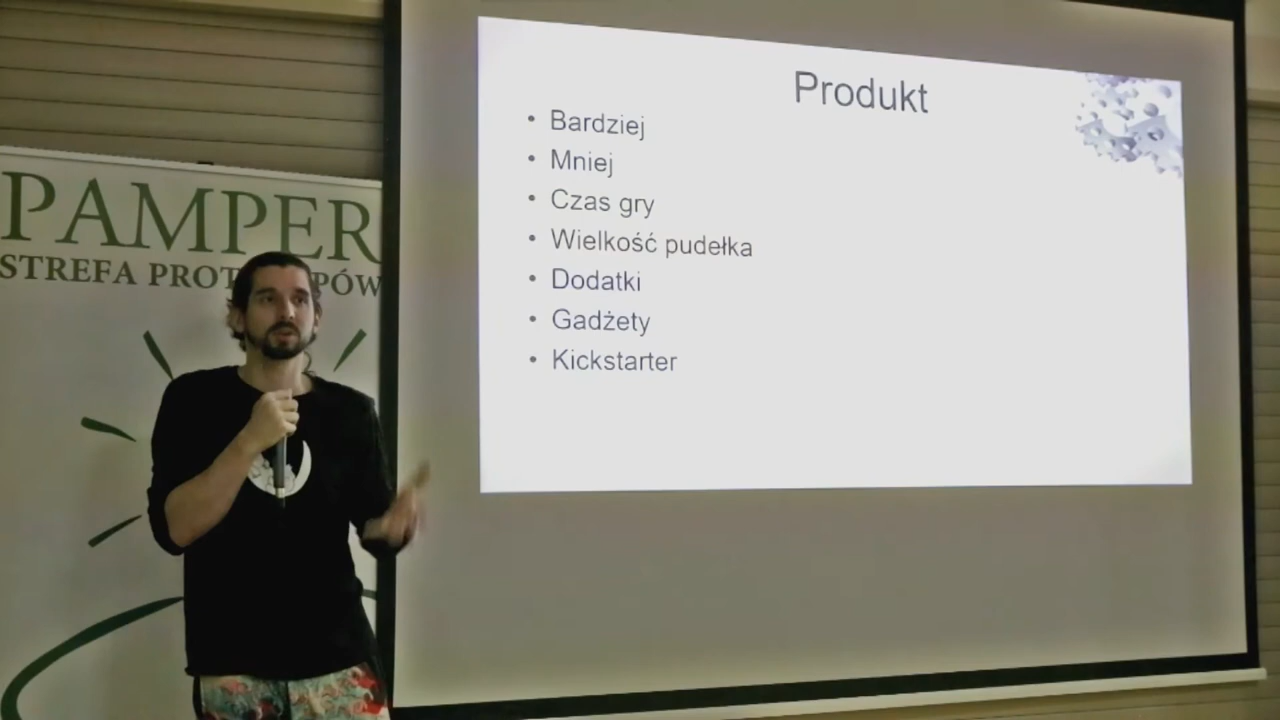 PAMPER
STREFA PROT PÓW
Produkt
• Bardziej
• Mniej
• Czas gry
• Wielkość pudełka
• Dodatki
• Gadżety
• Kickstarter